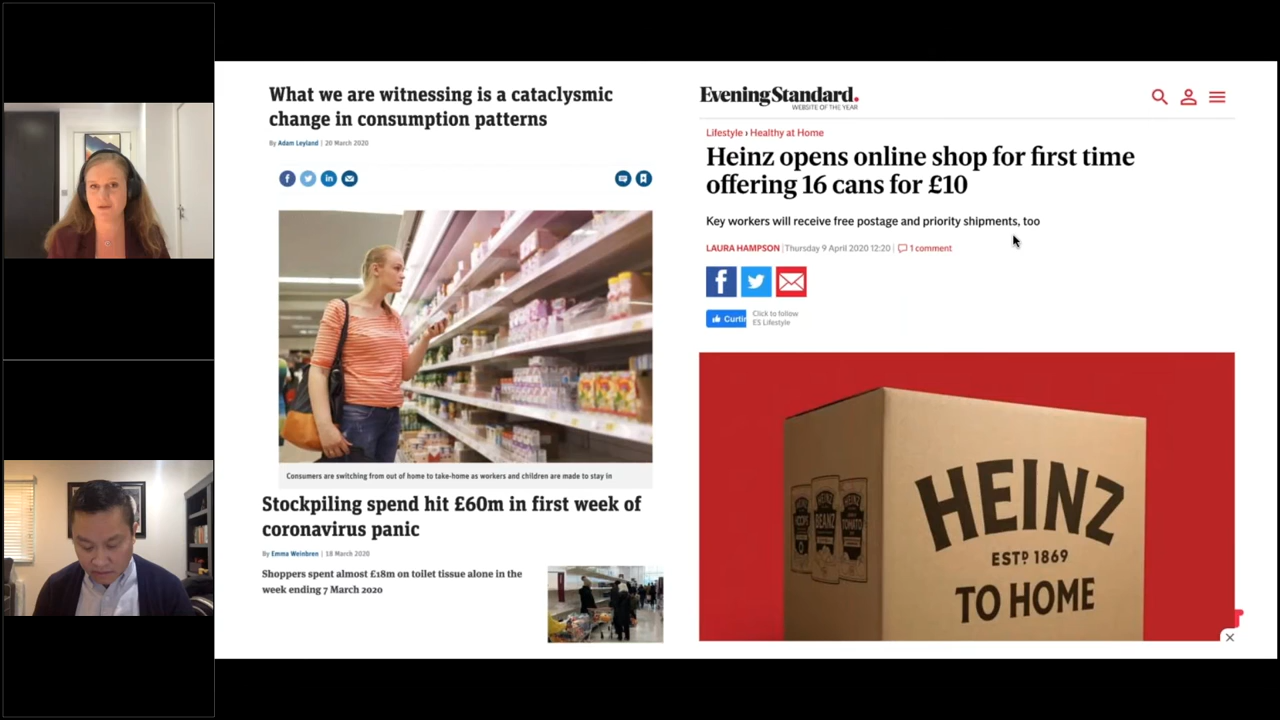 What we are witnessing is a cataclysmic
change in consumption patterns
By Adam Leyland | 20 March 2020
Consumers are switching from out of home to take-home as workers and children are made to stay in
Stockpiling spend hit £60m in first week of
coronavirus panic
By Emma Weinbren | 18 March 2020
Shoppers spent almost £18m on toilet tissue alone in the
week ending 7 March 2020
Evening Standard.
WEBSITE OF THE YEAR
Lifestyle › Healthy at Home
Heinz opens online shop for first time
offering 16 cans for £10
Key workers will receive free postage and priority shipments, too
LAURA HAMPSON | Thursday 9 April 2020 12:20 | 1 comment
Curtir
Click to follow
ES Lifestyle
HOOPS BEANZ TOMATO
HEINZ
ESTD 1869
TO HOME